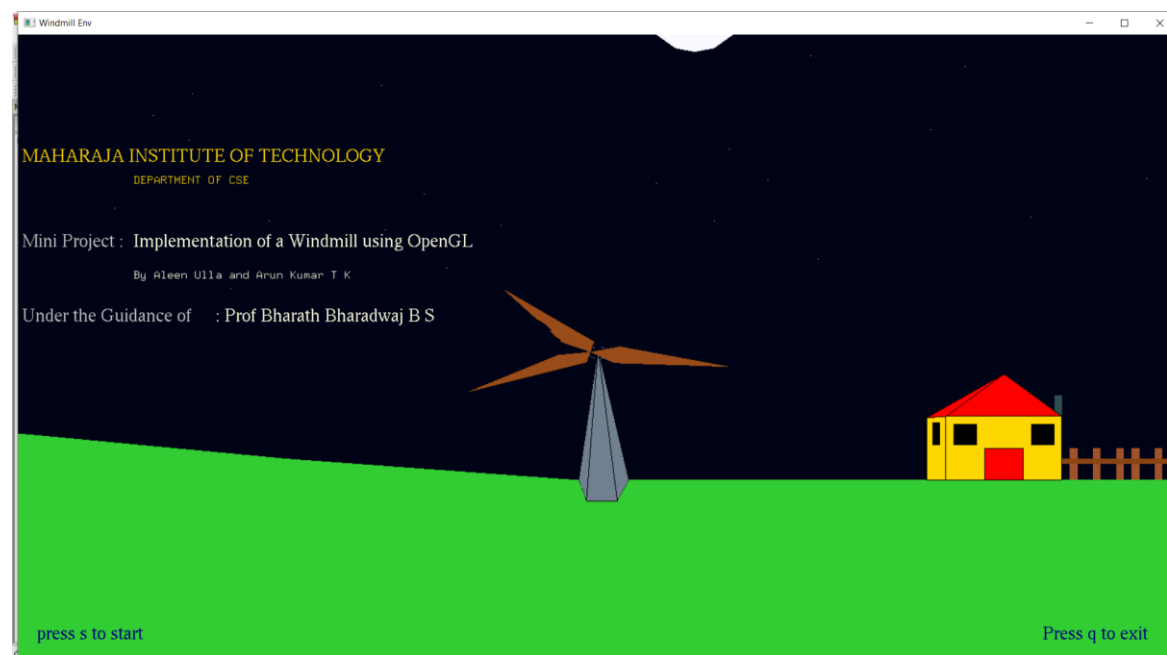 Windmill Env
MAHARAJA INSTITUTE OF TECHNOLOGY
DEPARTMENT OF CSE
Mini Project : Implementation of a Windmill using OpenGL
By Aleen Ulla and Arun Kumar T K
Under the Guidance of : Prof Bharath Bharadwaj B S
press s to start
Press q to exit